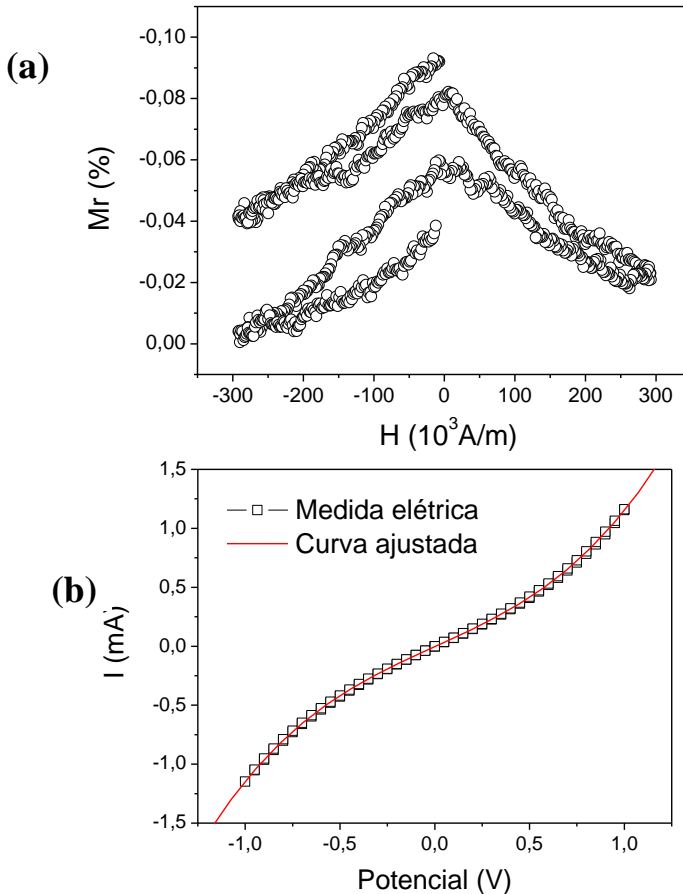 (a)
Mr (%)
-0,10
-0,08
-0,06
-0,04
-0,02
0,00
-300 -200 -100 0 100 200 300
H (10³A/m)
(b)
I (mA)
1,5
1,0
0,5
0,0
-0,5
-1,0
-1,5
Medida elétrica
Curva ajustada
-1,0 -0,5 0,0 0,5 1,0
Potencial (V)